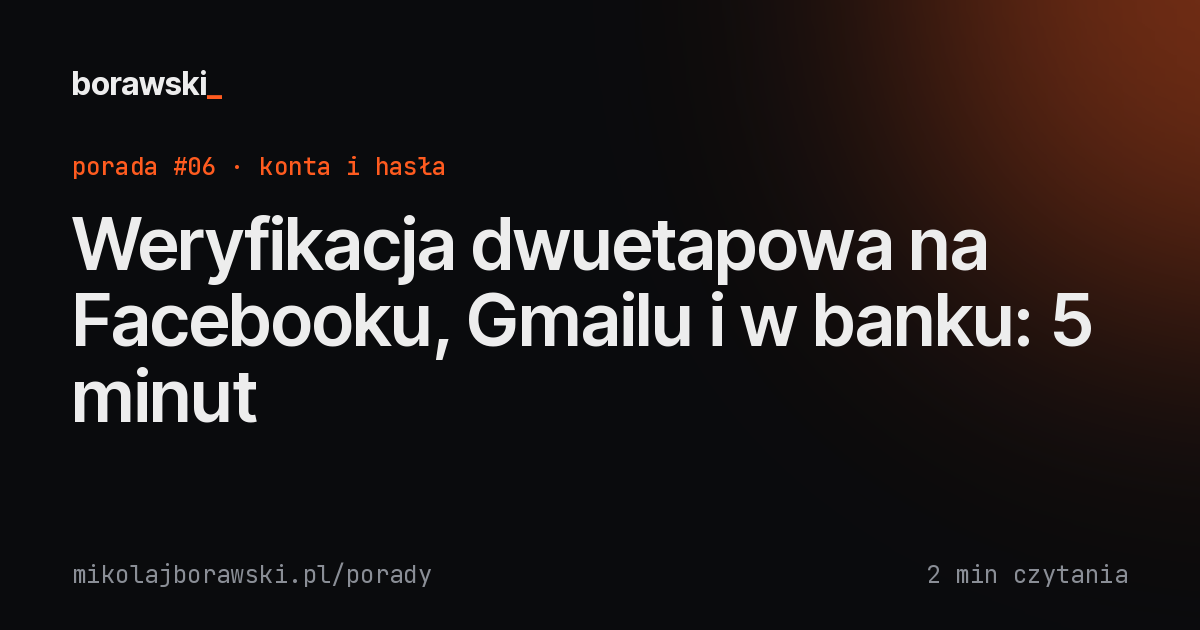 borawski_
porada #06 · konta i hasła
Weryfikacja dwuetapowa na
Facebooku, Gmailu i w banku: 5
minut
mikolajborawski.pl/porady
2 min czytania